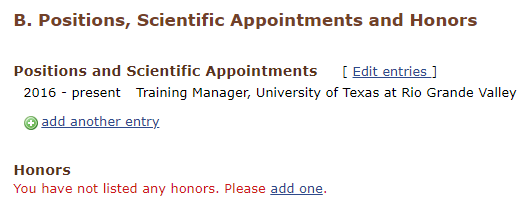 B. Positions, Scientific Appointments and Honors
Positions and Scientific Appointments [ Edit entries ]
2016 - present Training Manager, University of Texas at Rio Grande Valley
add another entry
Honors
You have not listed any honors. Please add one.